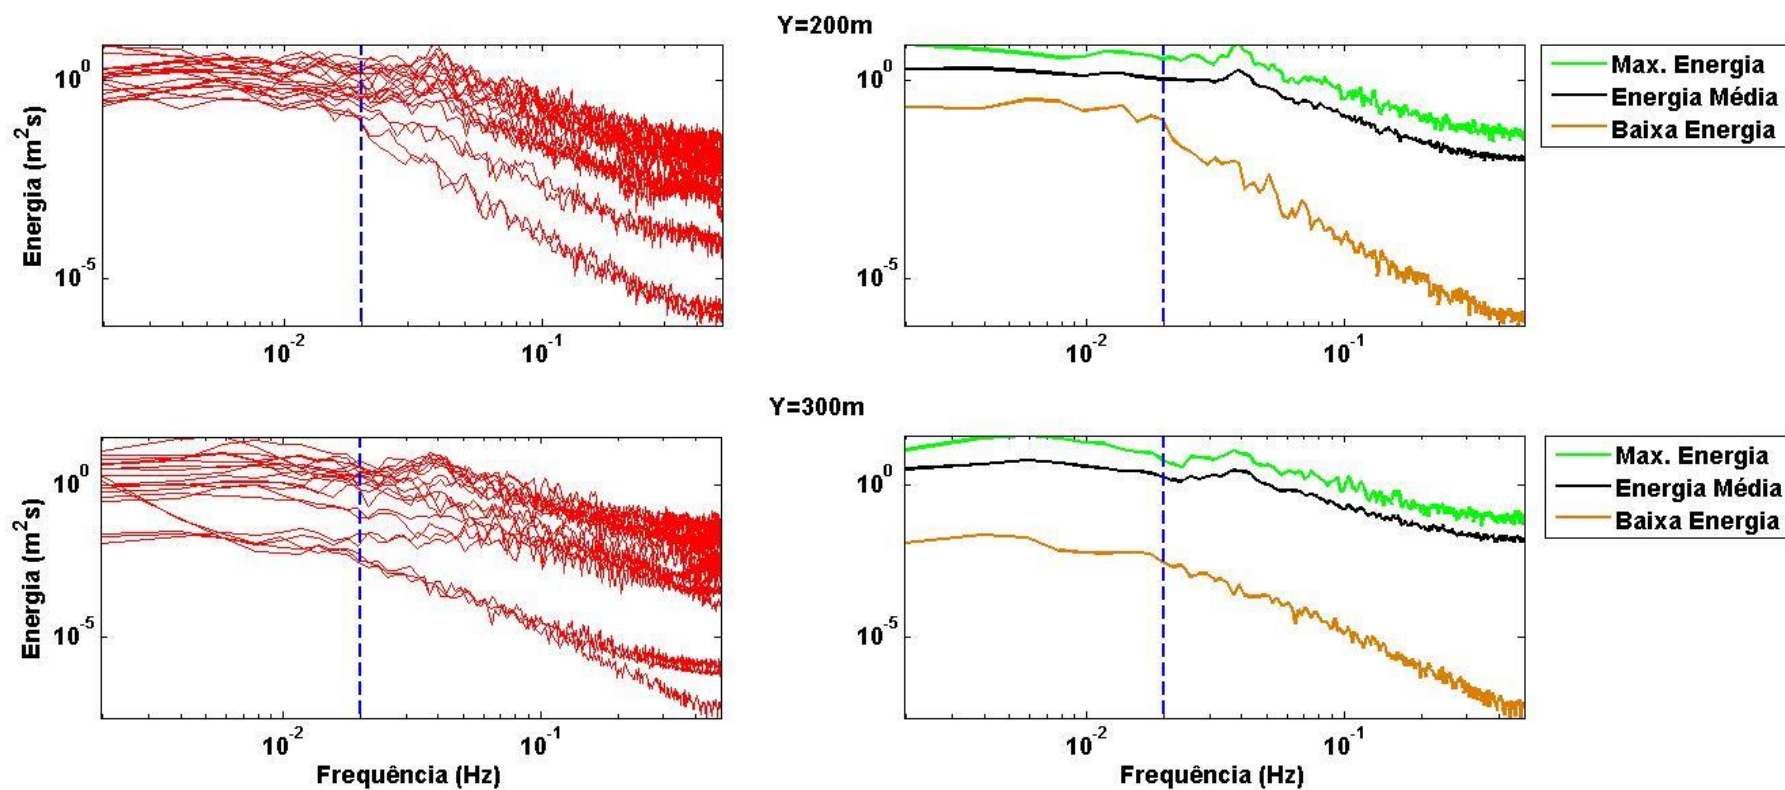 Y=200m
Energia (m²s)
10⁰
10⁻⁵
10⁻²
10⁻¹
10⁰
10⁻⁵
10⁻²
10⁻¹
Max. Energia
Energia Média
Baixa Energia
Y=300m
Energia (m²s)
10⁰
10⁻⁵
10⁻²
10⁻¹
Frequência (Hz)
10⁰
10⁻⁵
10⁻²
10⁻¹
Frequência (Hz)
Max. Energia
Energia Média
Baixa Energia